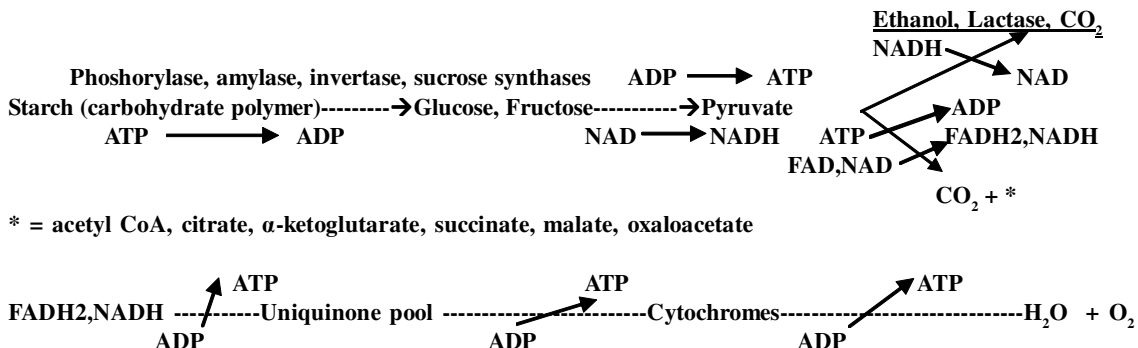 Ethanol, Lactase, CO₂
NADH
Phoshorylase, amylase, invertase, sucrose synthases ADP ATP NAD
Starch (carbohydrate polymer)---------→Glucose, Fructose-----------→Pyruvate ADP
ATP ADP NAD NADH ATP FADH2,NADH
FAD,NAD
CO₂ + *
* = acetyl CoA, citrate, α-ketoglutarate, succinate, malate, oxaloacetate
ATP ATP ATP
FADH2,NADH -----------Uniquinone pool ---------------------------Cytochromes--------------------------------H₂O + O₂
ADP ADP ADP